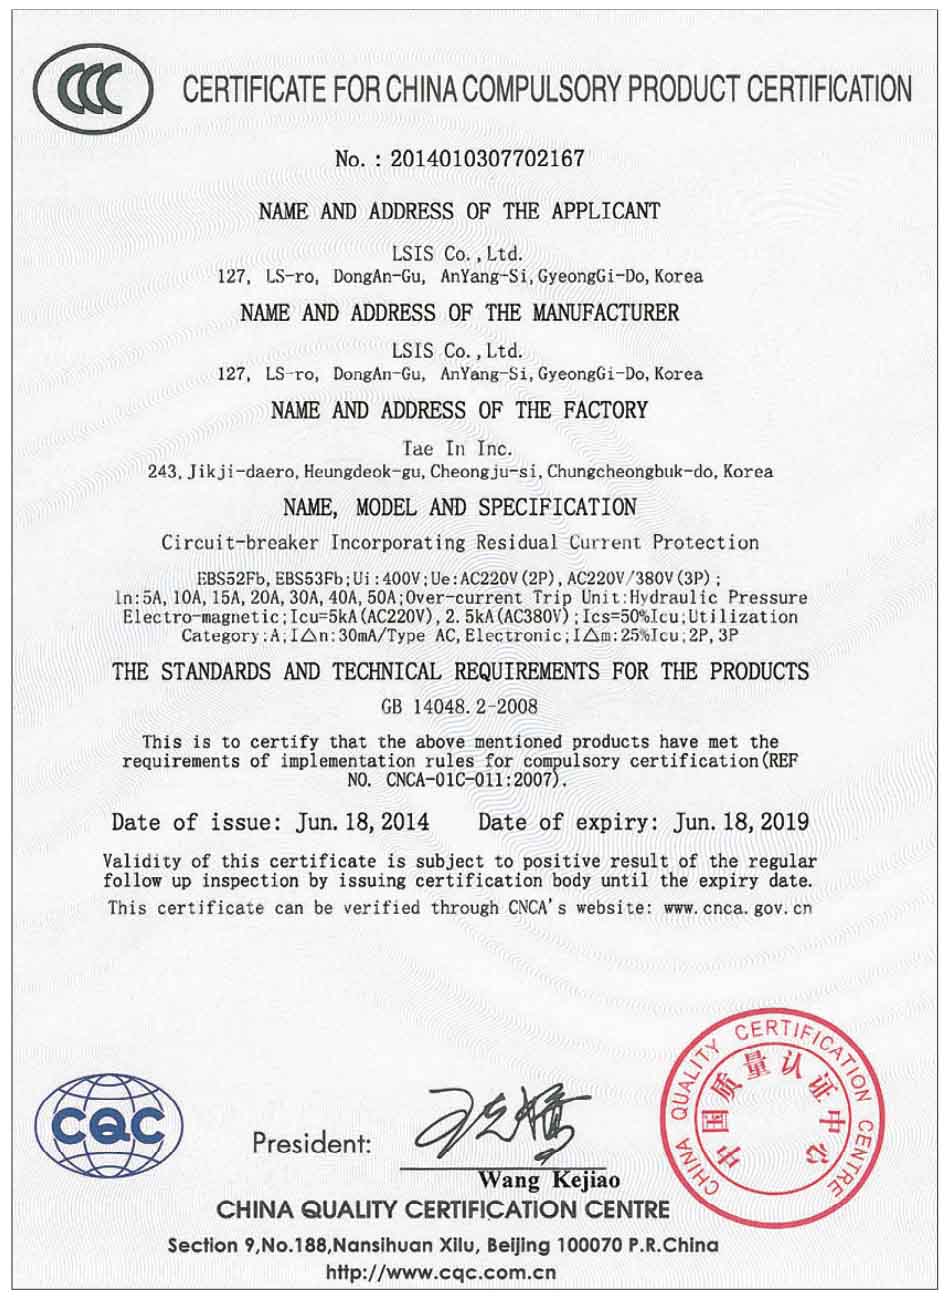 CCC
CERTIFICATE FOR CHINA COMPULSORY PRODUCT CERTIFICATION
No. : 2014010307702167
NAME AND ADDRESS OF THE APPLICANT
LSIS Co.,Ltd.
127, LS-ro, DongAn-Gu, AnYang-Si,GyeongGi-Do,Korea
NAME AND ADDRESS OF THE MANUFACTURER
LSIS Co.,Ltd.
127, LS-ro, DongAn-Gu, AnYang-Si,GyeongGi-Do,Korea
NAME AND ADDRESS OF THE FACTORY
Tae In Inc.
243,Jikji-daero,Heungdeok-gu,Cheongju-si,Chungcheongbuk-do,Korea
NAME, MODEL AND SPECIFICATION
Circuit-breaker Incorporating Residual Current Protection
EBS52Fb,EBS53Fb;Ui:400V;Ue:AC220V(2P),AC220V/380V(3P);
In:5A,10A,15A,20A,30A,40A,50A;Over-current Trip Unit:Hydraulic Pressure
Electro-magnetic;Icu=5kA(AC220V),2.5kA(AC380V);Ics=50%Icu;Utilization
Category:A;I△n:30mA/Type AC,Electronic;I△m:25%Icu;2P,3P
THE STANDARDS AND TECHNICAL REQUIREMENTS FOR THE PRODUCTS
GB 14048.2-2008
This is to certify that the above mentioned products have met the
requirements of implementation rules for compulsory certification(REF
NO. CNCA-01C-011:2007).
Date of issue: Jun.18,2014 Date of expiry: Jun.18,2019
Validity of this certificate is subject to positive result of the regular
follow up inspection by issuing certification body until the expiry date.
This certificate can be verified through CNCA's website: www.cnca.gov.cn
CHINA QUALITY CERTIFICATION CENTRE
中国质量认证中心
CQC
President:
Wang Kejiao
CHINA QUALITY CERTIFICATION CENTRE
Section 9,No.188,Nansihuan Xilu, Beijing 100070 P.R.China
http://www.cqc.com.cn